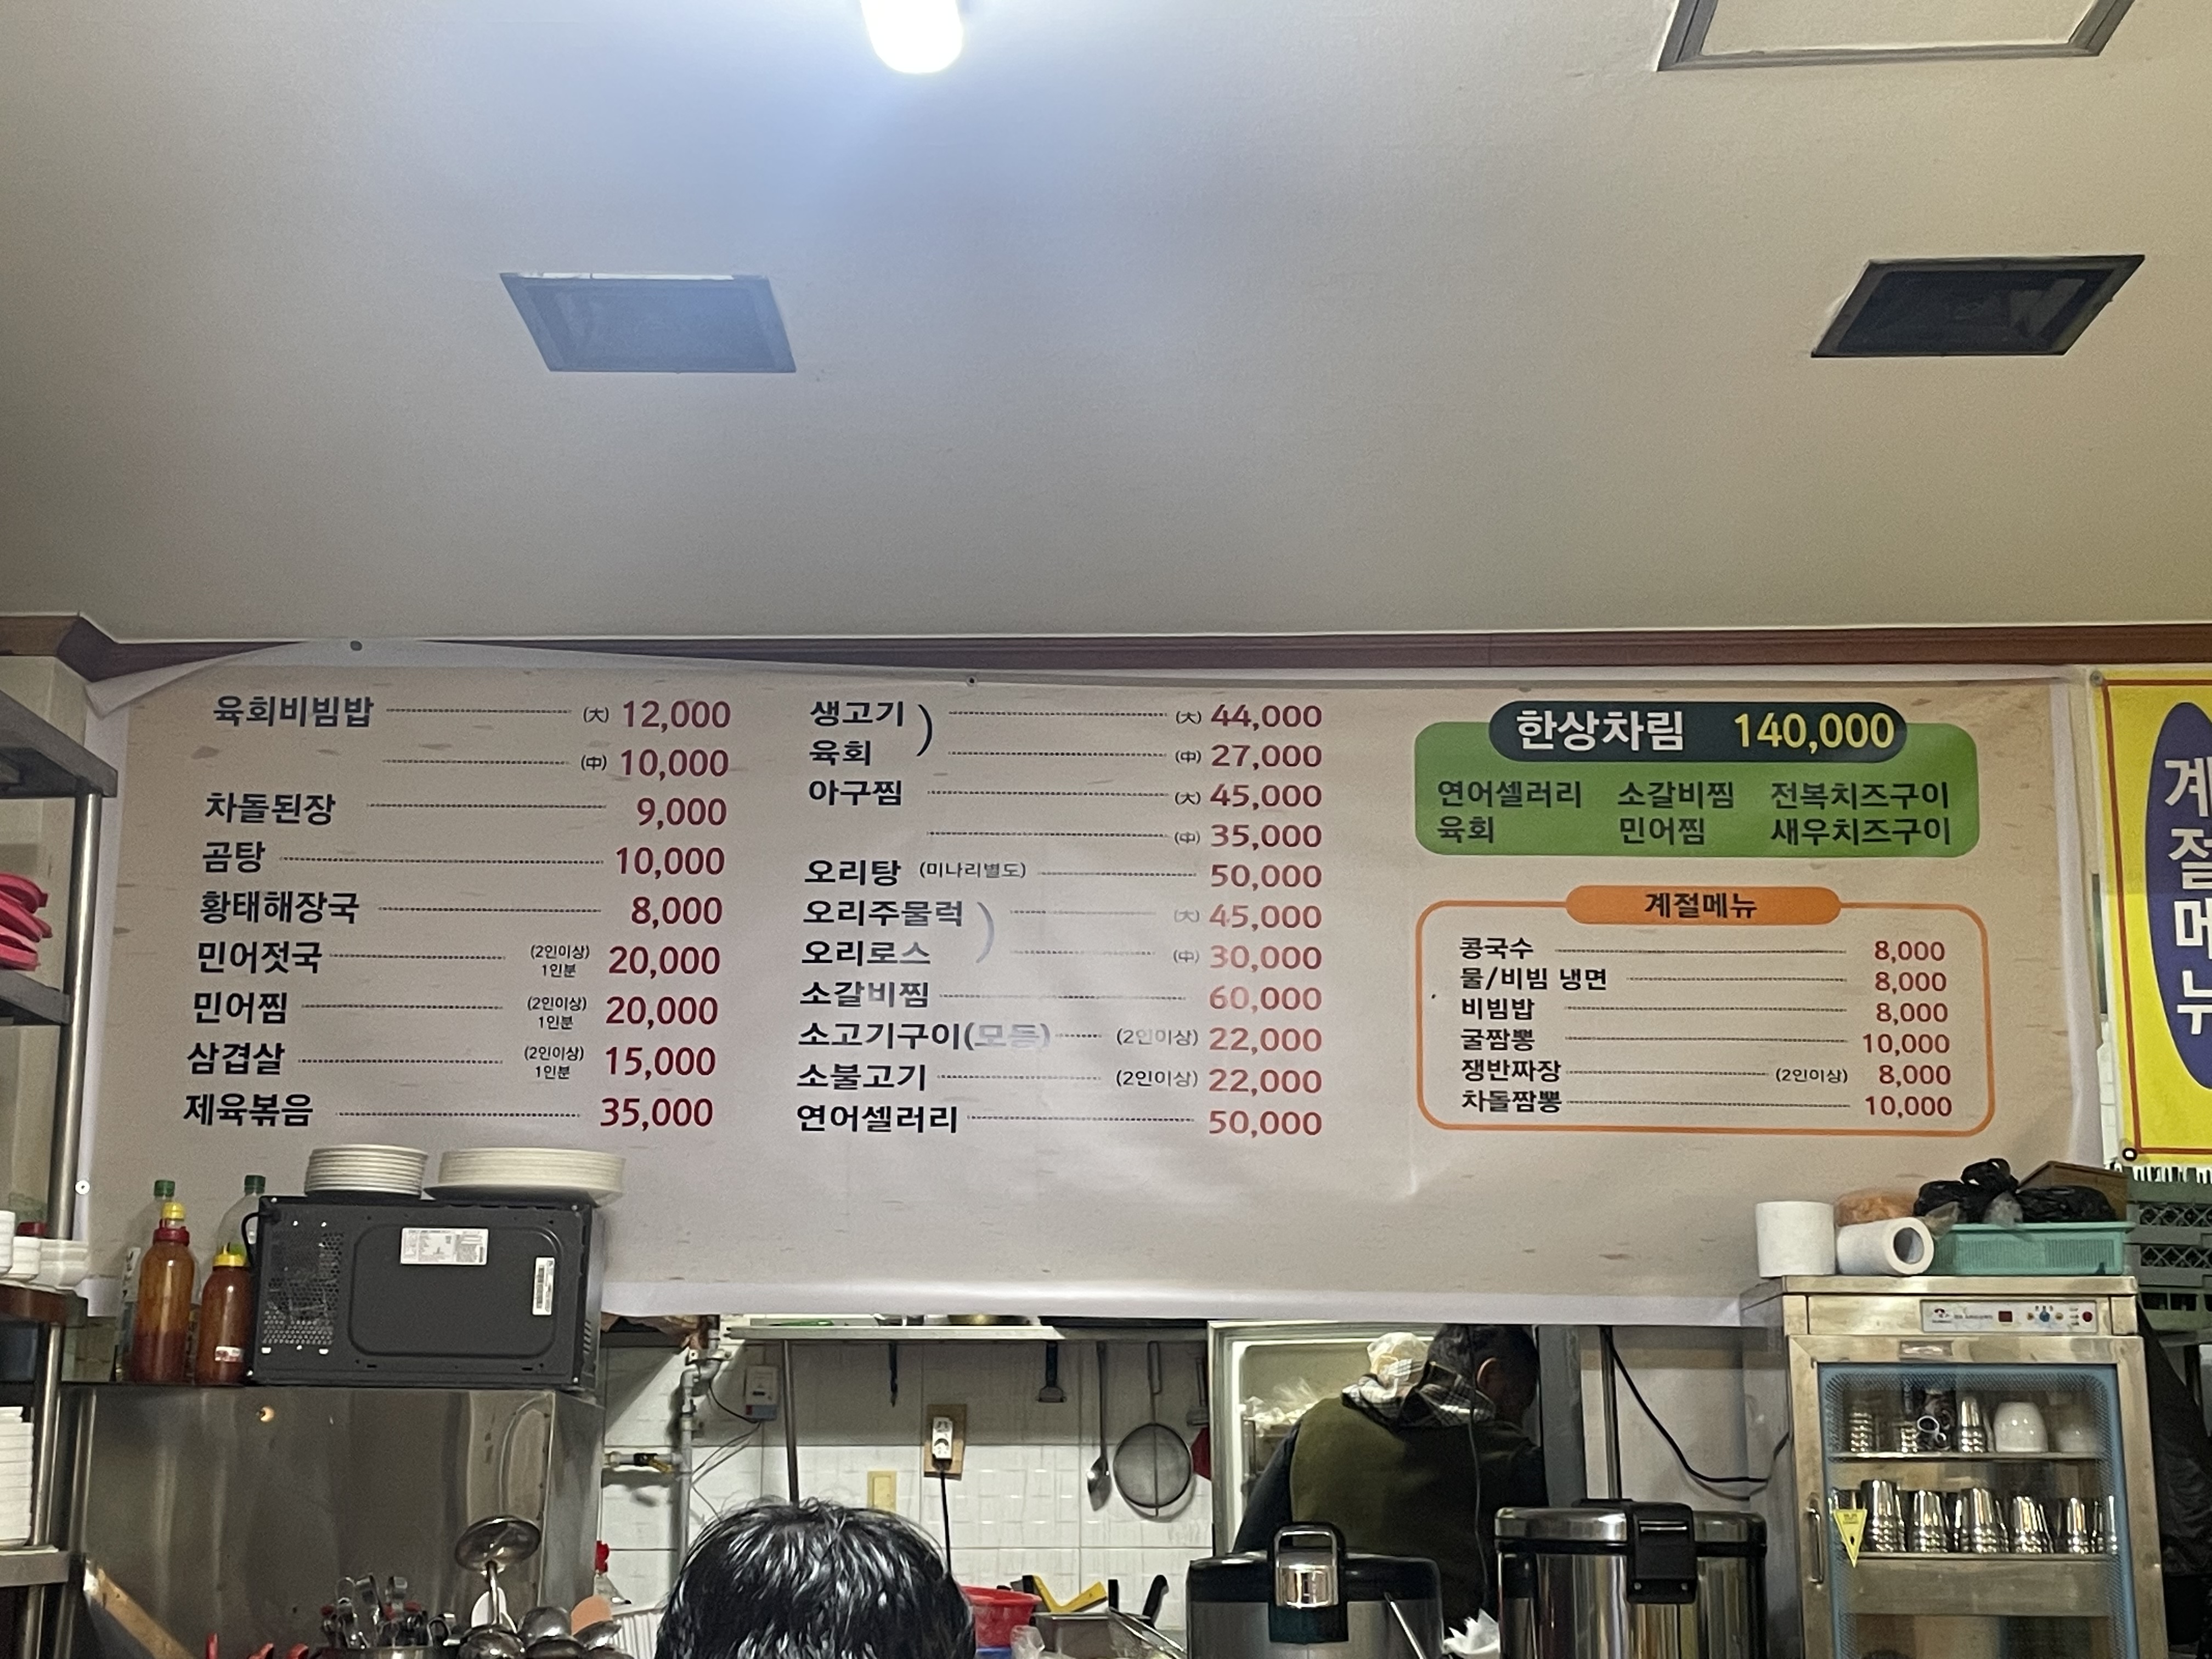 육회비빔밥 (大) 12,000
(中) 10,000
차돌된장 9,000
곰탕 10,000
황태해장국 8,000
민어젓국 (2인이상) 1인분 20,000
민어찜 (2인이상) 1인분 20,000
삼겹살 (2인이상) 1인분 15,000
제육볶음 35,000
생고기 ) (大) 44,000
육회 (中) 27,000
아구찜 (大) 45,000
(中) 35,000
오리탕 (미나리별도) 50,000
오리주물럭 ) (大) 45,000
오리로스 (中) 30,000
소갈비찜 60,000
소고기구이(모듬) (2인이상) 22,000
소불고기 (2인이상) 22,000
연어셀러리 50,000
한상차림 140,000
연어셀러리 소갈비찜 전복치즈구이
육회 민어찜 새우치즈구이
계절메뉴
콩국수 8,000
물/비빔 냉면 8,000
비빔밥 8,000
굴짬뽕 10,000
쟁반짜장 (2인이상) 8,000
차돌짬뽕 10,000
계절메뉴